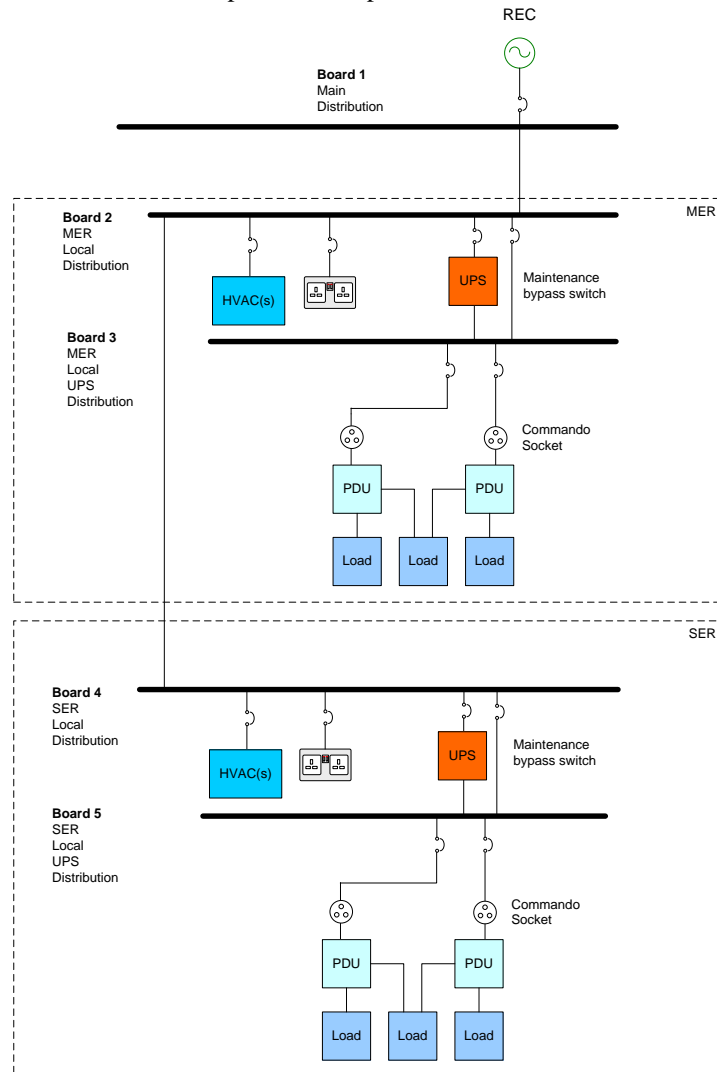 REC
Board 1
Main
Distribution
MER
Board 2
MER
Local
Distribution
HVAC(s)
UPS
Maintenance
bypass switch
Board 3
MER
Local
UPS
Distribution
Commando
Socket
PDU
PDU
Load
Load
Load
SER
Board 4
SER
Local
Distribution
HVAC(s)
UPS
Maintenance
bypass switch
Board 5
SER
Local
UPS
Distribution
Commando
Socket
PDU
PDU
Load
Load
Load